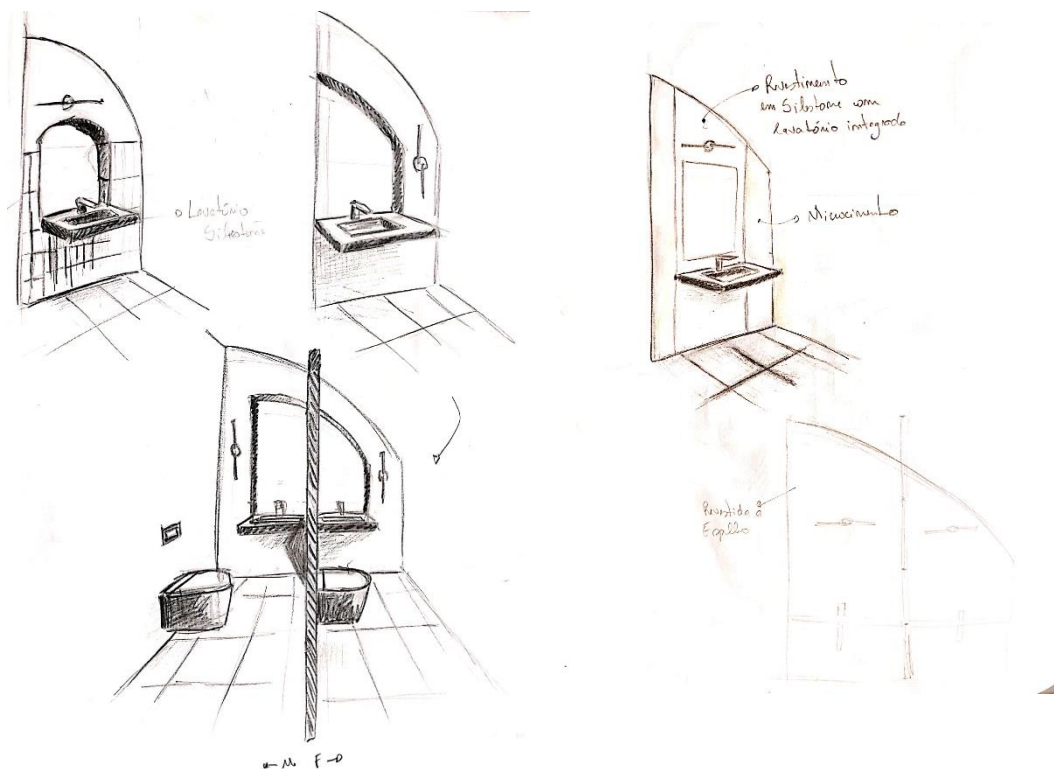 Lavatório
Silestone
Revestimento
em Silestone com
lavatório integrado
Microcimento
Revestido a
Espelho
M F